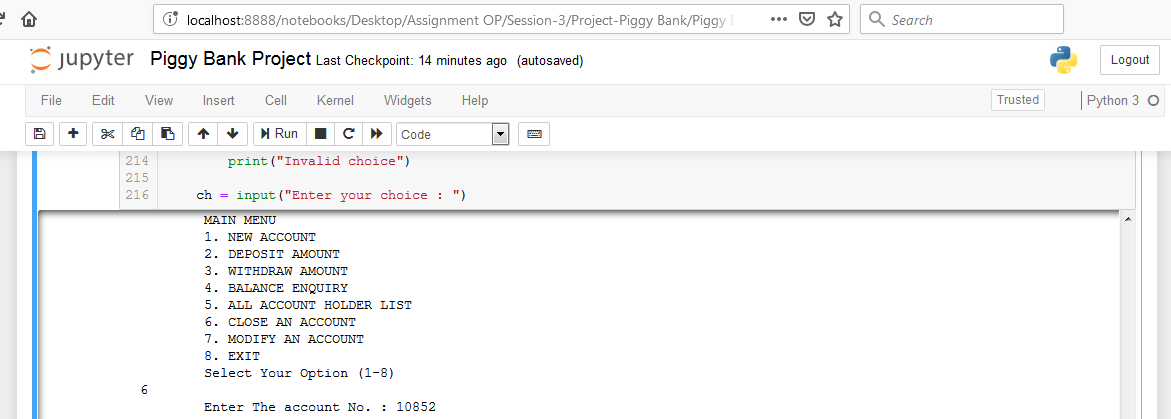 localhost:8888/notebooks/Desktop/Assignment OP/Session-3/Project-Piggy Bank/Piggy
Search
jupyter Piggy Bank Project Last Checkpoint: 14 minutes ago (autosaved)
Logout
File Edit View Insert Cell Kernel Widgets Help Trusted Python 3
Run Code
214 print("Invalid choice")
215
216 ch = input("Enter your choice : ")
MAIN MENU
1. NEW ACCOUNT
2. DEPOSIT AMOUNT
3. WITHDRAW AMOUNT
4. BALANCE ENQUIRY
5. ALL ACCOUNT HOLDER LIST
6. CLOSE AN ACCOUNT
7. MODIFY AN ACCOUNT
8. EXIT
Select Your Option (1-8)
6
Enter The account No. : 10852